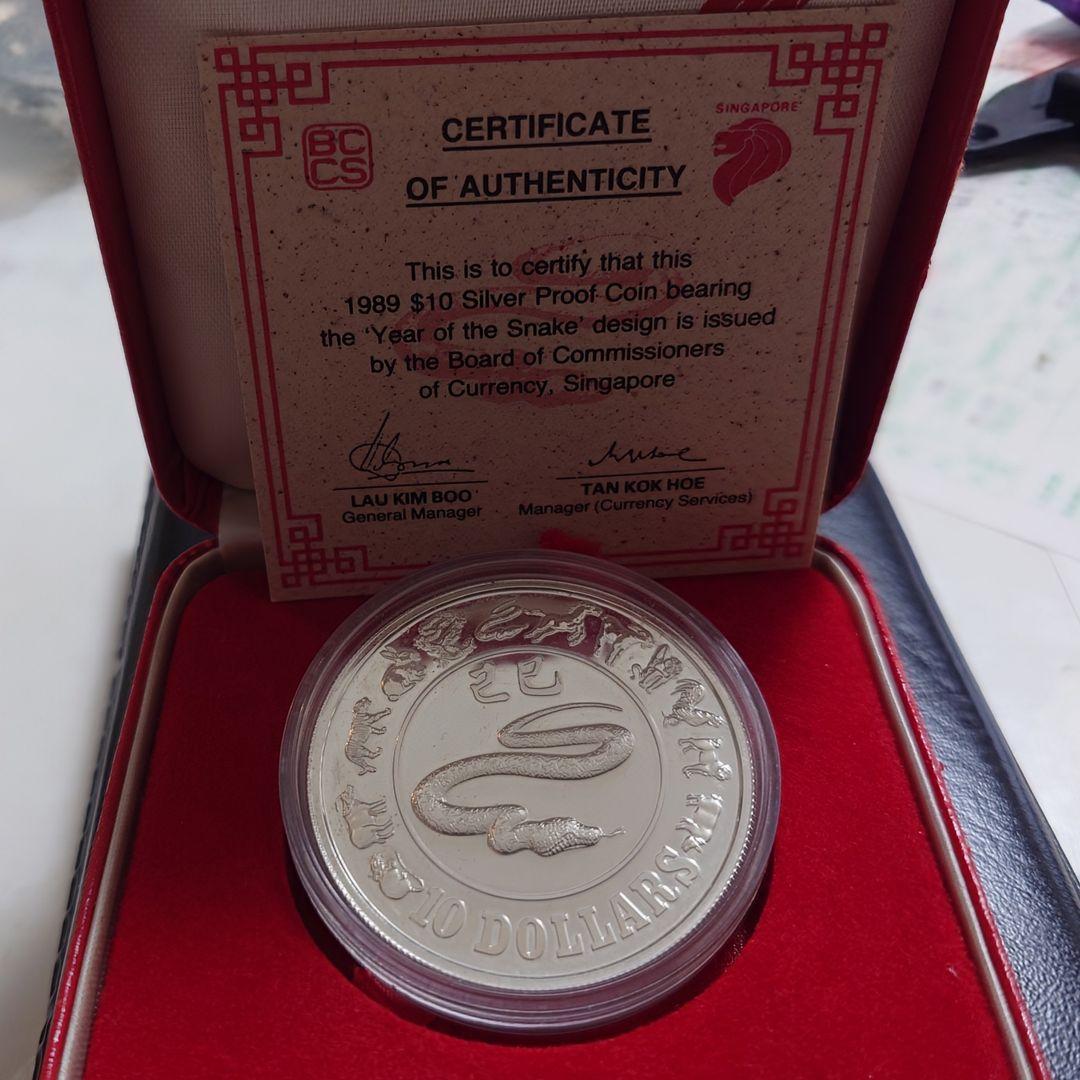 BC
CS
CERTIFICATE
OF AUTHENTICITY
SINGAPORE
This is to certify that this
1989 $10 Silver Proof Coin bearing
the 'Year of the Snake' design is issued
by the Board of Commissioners
of Currency, Singapore
LAU KIM BOO
General Manager
TAN KOK HOE
Manager (Currency Services)
己巳
10 DOLLARS